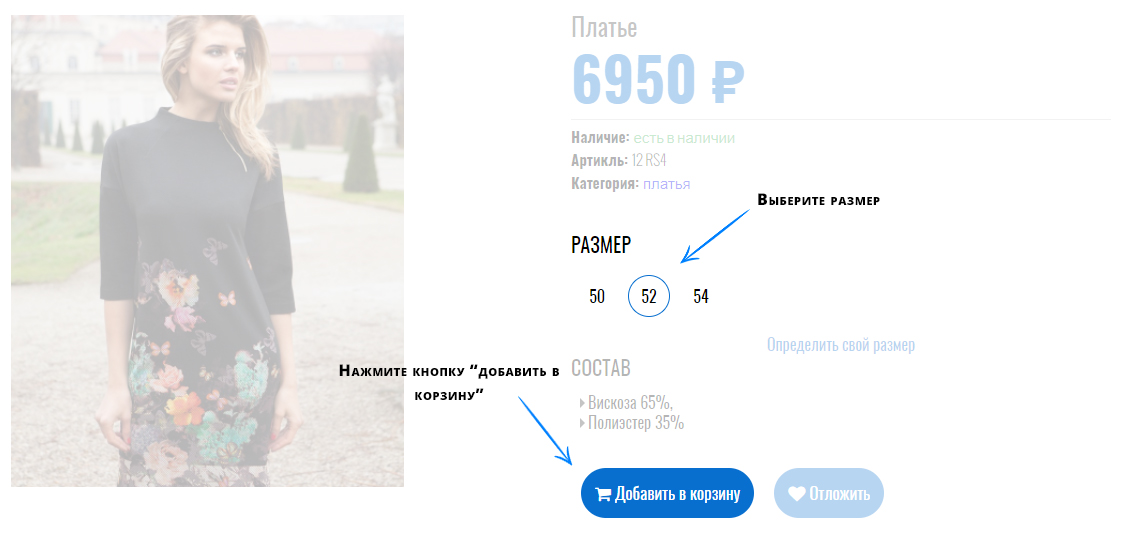 Платье
6950 ₽
Наличие: есть в наличии
Артикль: 12 RS4
Категория: платья
Выберите размер
РАЗМЕР
50 52 54
Определить свой размер
Нажмите кнопку “добавить в
корзину”
СОСТАВ
Вискоза 65%,
Полиэстер 35%
Добавить в корзину
Отложить